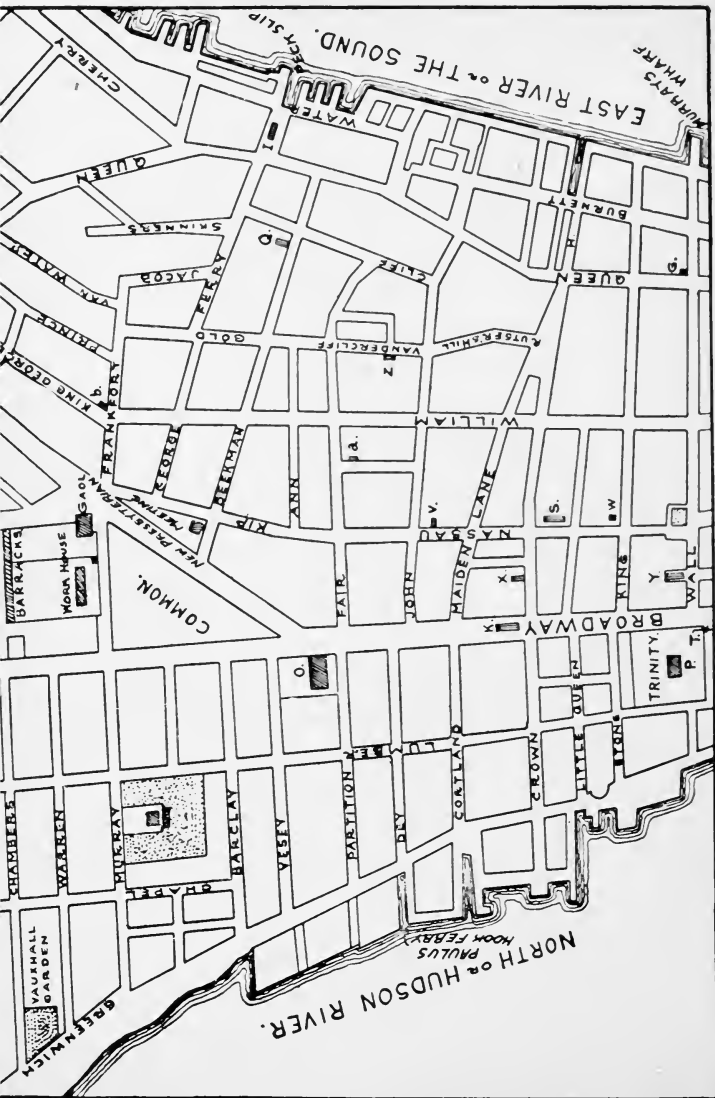 PECK SLIP
EAST RIVER OR THE SOUND.
MURRAYS
WHARF
CHERRY
WATER
I
QUEEN
BURNETT
SKINNERS
Q.
H
G.
QUEEN
VAN WATER
JACOB
FERRY
CLIFF
PRINCE
GOLD
VANDERCLIFF
RUTGERS HILL
Z
KING GEORGE
b.
FRANKFORT
GEORGE
BEEKMAN
WILLIAM
a.
ANN
KIP
V.
LANE
S.
W
NASSAU
NEW PRESBYTERIAN
MEETING
GAOL
BARRACKS
WORK HOUSE
COMMON.
FAIR
JOHN
MAIDEN
X.
KING
Y.
WALL
K.
BROADWAY
O.
TRINITY.
P.
T.
QUEEN
LITTLE
STONE
CHAMBERS
WARREN
MURRAY
BARCLAY
VESEY
PARTITION
DEY
CORTLAND
CROWN
CHAPEL
VAUXHALL
GARDEN
GREENWICH
PAULUS
HOOK FERRY
NORTH OR HUDSON RIVER.